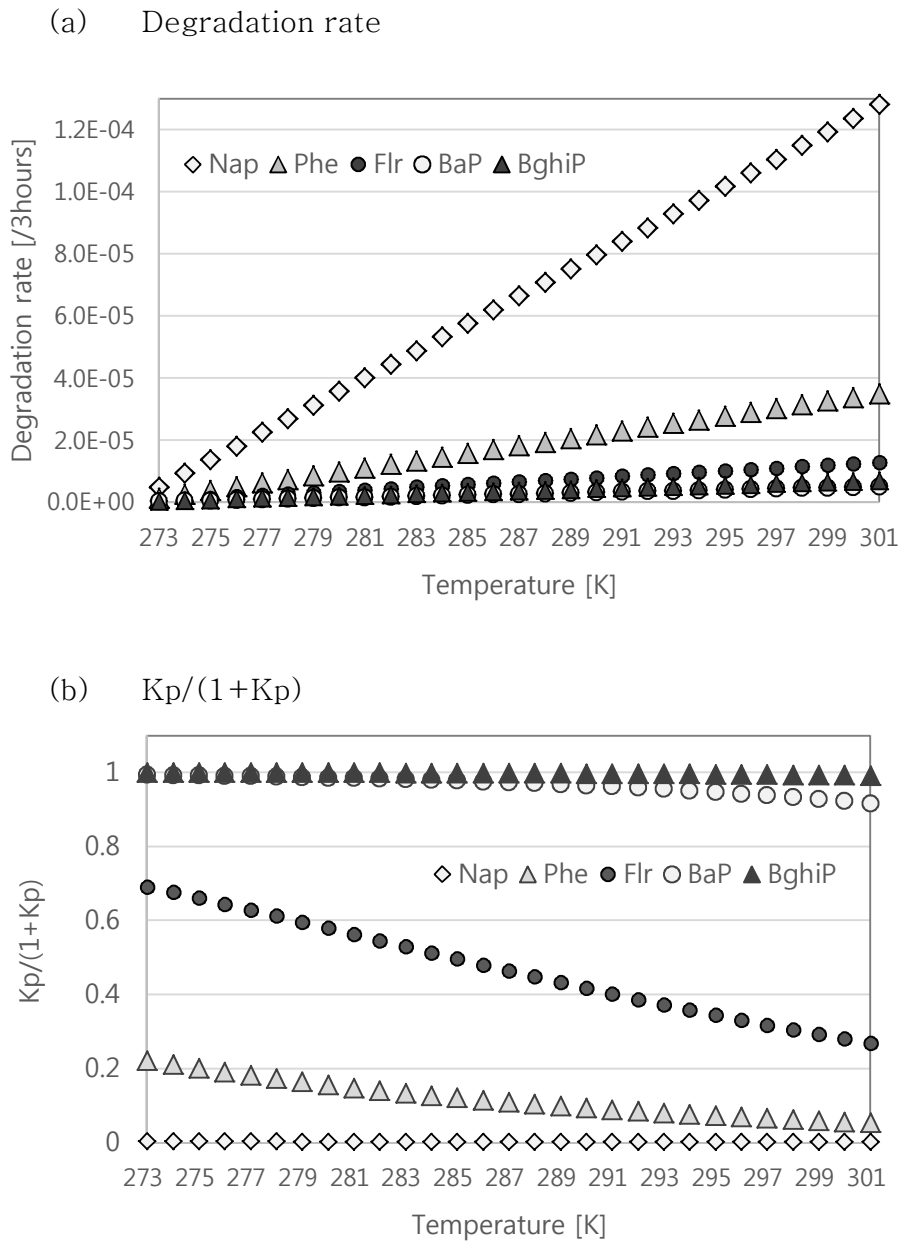 (a) Degradation rate
1.2E-04
1.0E-04
8.0E-05
6.0E-05
4.0E-05
2.0E-05
0.0E+00
Degradation rate [/3hours]
Nap Phe Flr BaP BghiP
273 275 277 279 281 283 285 287 289 291 293 295 297 299 301
Temperature [K]
(b) Kp/(1+Kp)
1
0.8
0.6
0.4
0.2
0
Kp/(1+Kp)
Nap Phe Flr BaP BghiP
273 275 277 279 281 283 285 287 289 291 293 295 297 299 301
Temperature [K]